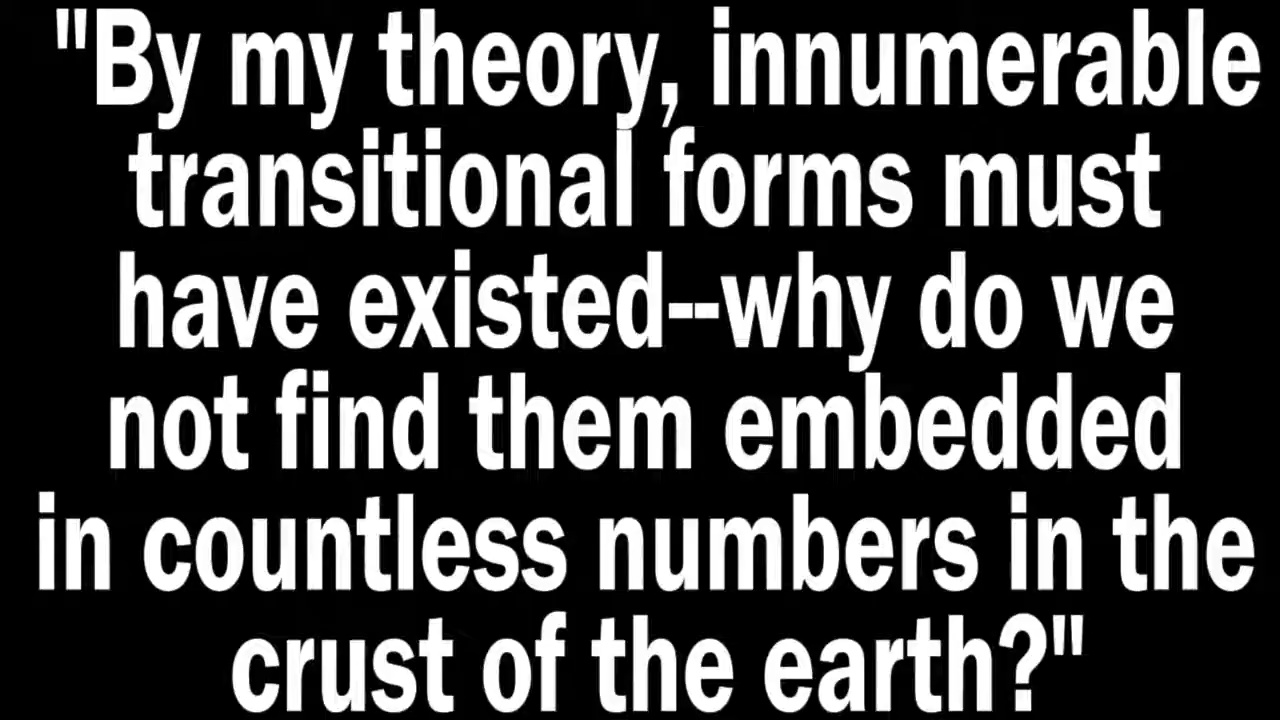 "By my theory, innumerable
transitional forms must
have existed--why do we
not find them embedded
in countless numbers in the
crust of the earth?"